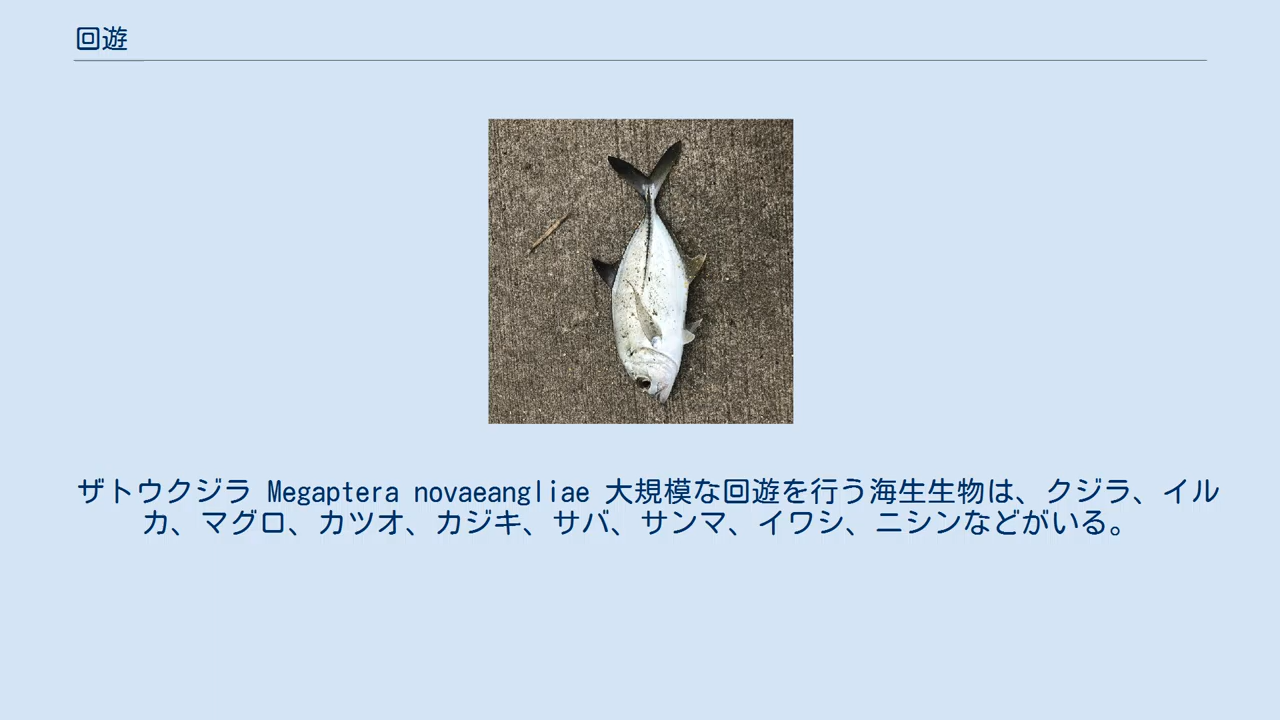 回遊
ザトウクジラ Megaptera novaeangliae 大規模な回遊を行う海生生物は、クジラ、イル
カ、マグロ、カツオ、カジキ、サバ、サンマ、イワシ、ニシンなどがいる。